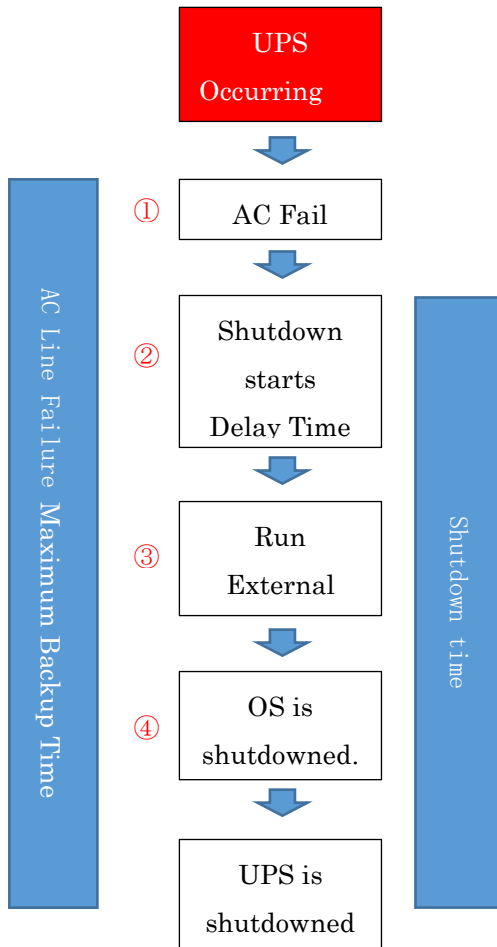 UPS
Occurring
① AC Fail
② Shutdown
starts
Delay Time
③ Run
External
④ OS is
shutdowned.
UPS is
shutdowned
AC Line Failure Maximum Backup Time
Shutdown time